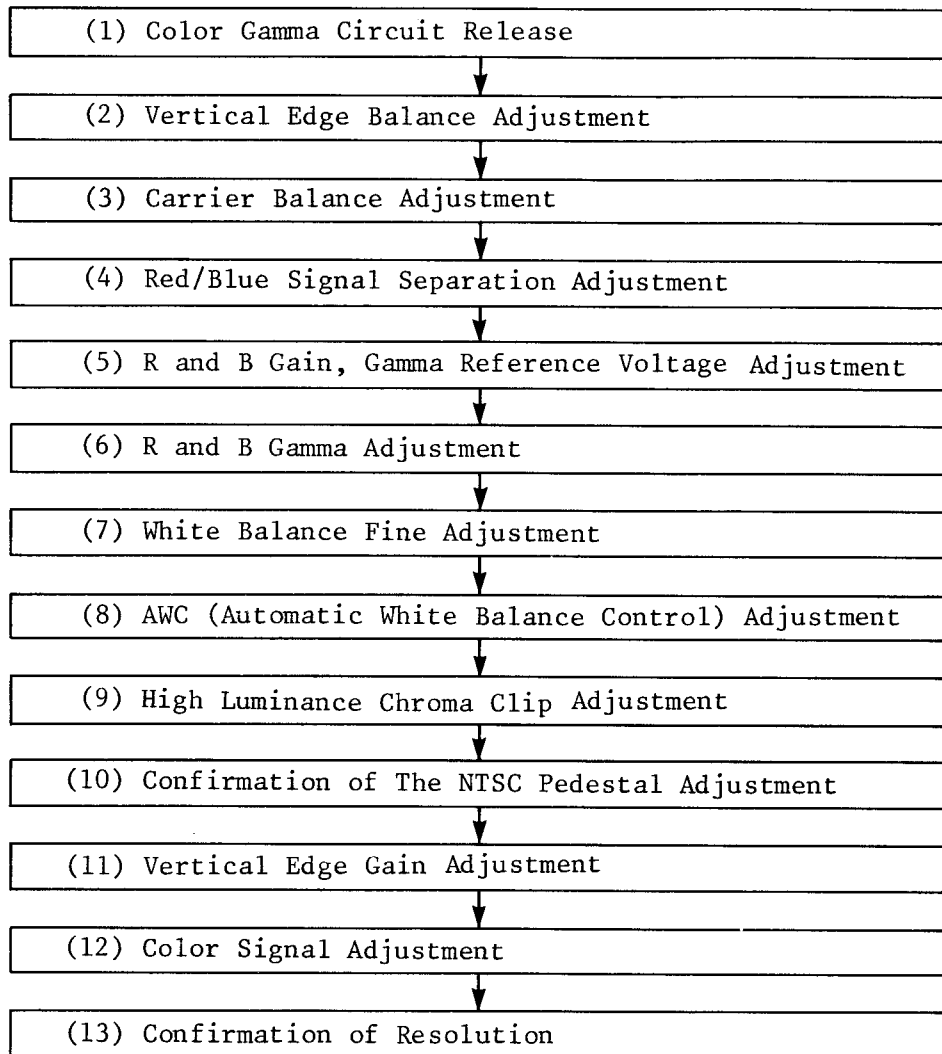 (1) Color Gamma Circuit Release
(2) Vertical Edge Balance Adjustment
(3) Carrier Balance Adjustment
(4) Red/Blue Signal Separation Adjustment
(5) R and B Gain, Gamma Reference Voltage Adjustment
(6) R and B Gamma Adjustment
(7) White Balance Fine Adjustment
(8) AWC (Automatic White Balance Control) Adjustment
(9) High Luminance Chroma Clip Adjustment
(10) Confirmation of The NTSC Pedestal Adjustment
(11) Vertical Edge Gain Adjustment
(12) Color Signal Adjustment
(13) Confirmation of Resolution